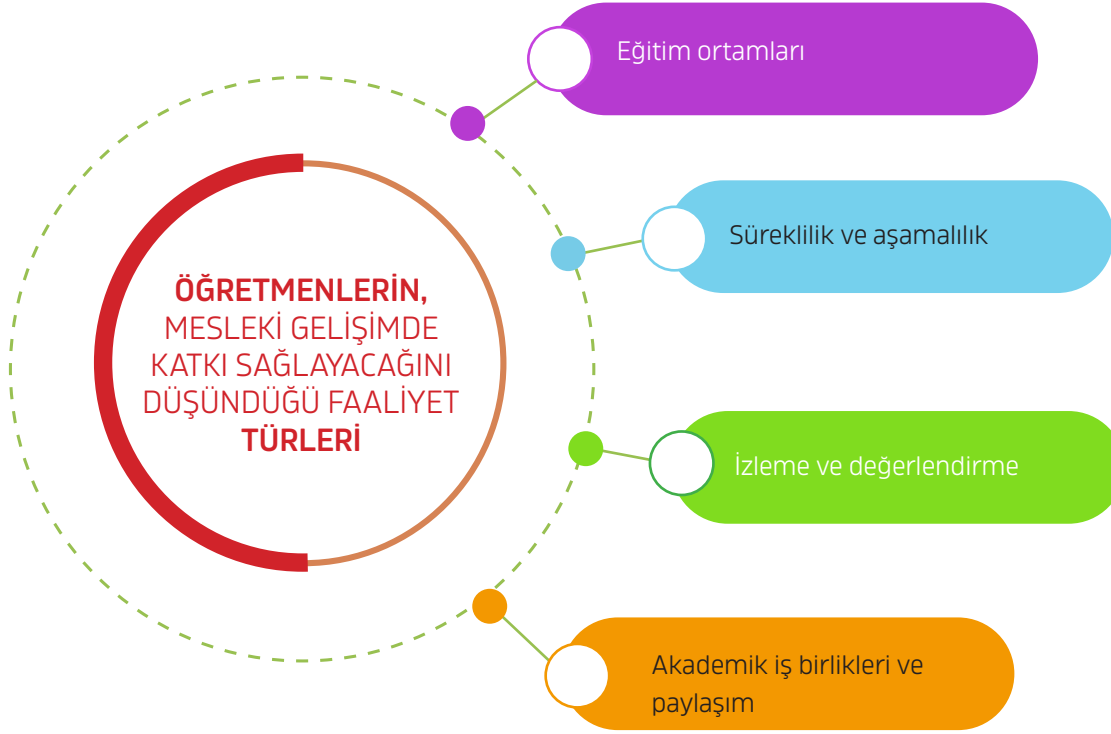 Eğitim ortamları
Süreklilik ve aşamalılık
ÖĞRETMENLERİN,
MESLEKİ GELİŞİMDE
KATKI SAĞLAYACAĞINI
DÜŞÜNDÜĞÜ FAALİYET
TÜRLERİ
İzleme ve değerlendirme
Akademik iş birlikleri ve
paylaşım